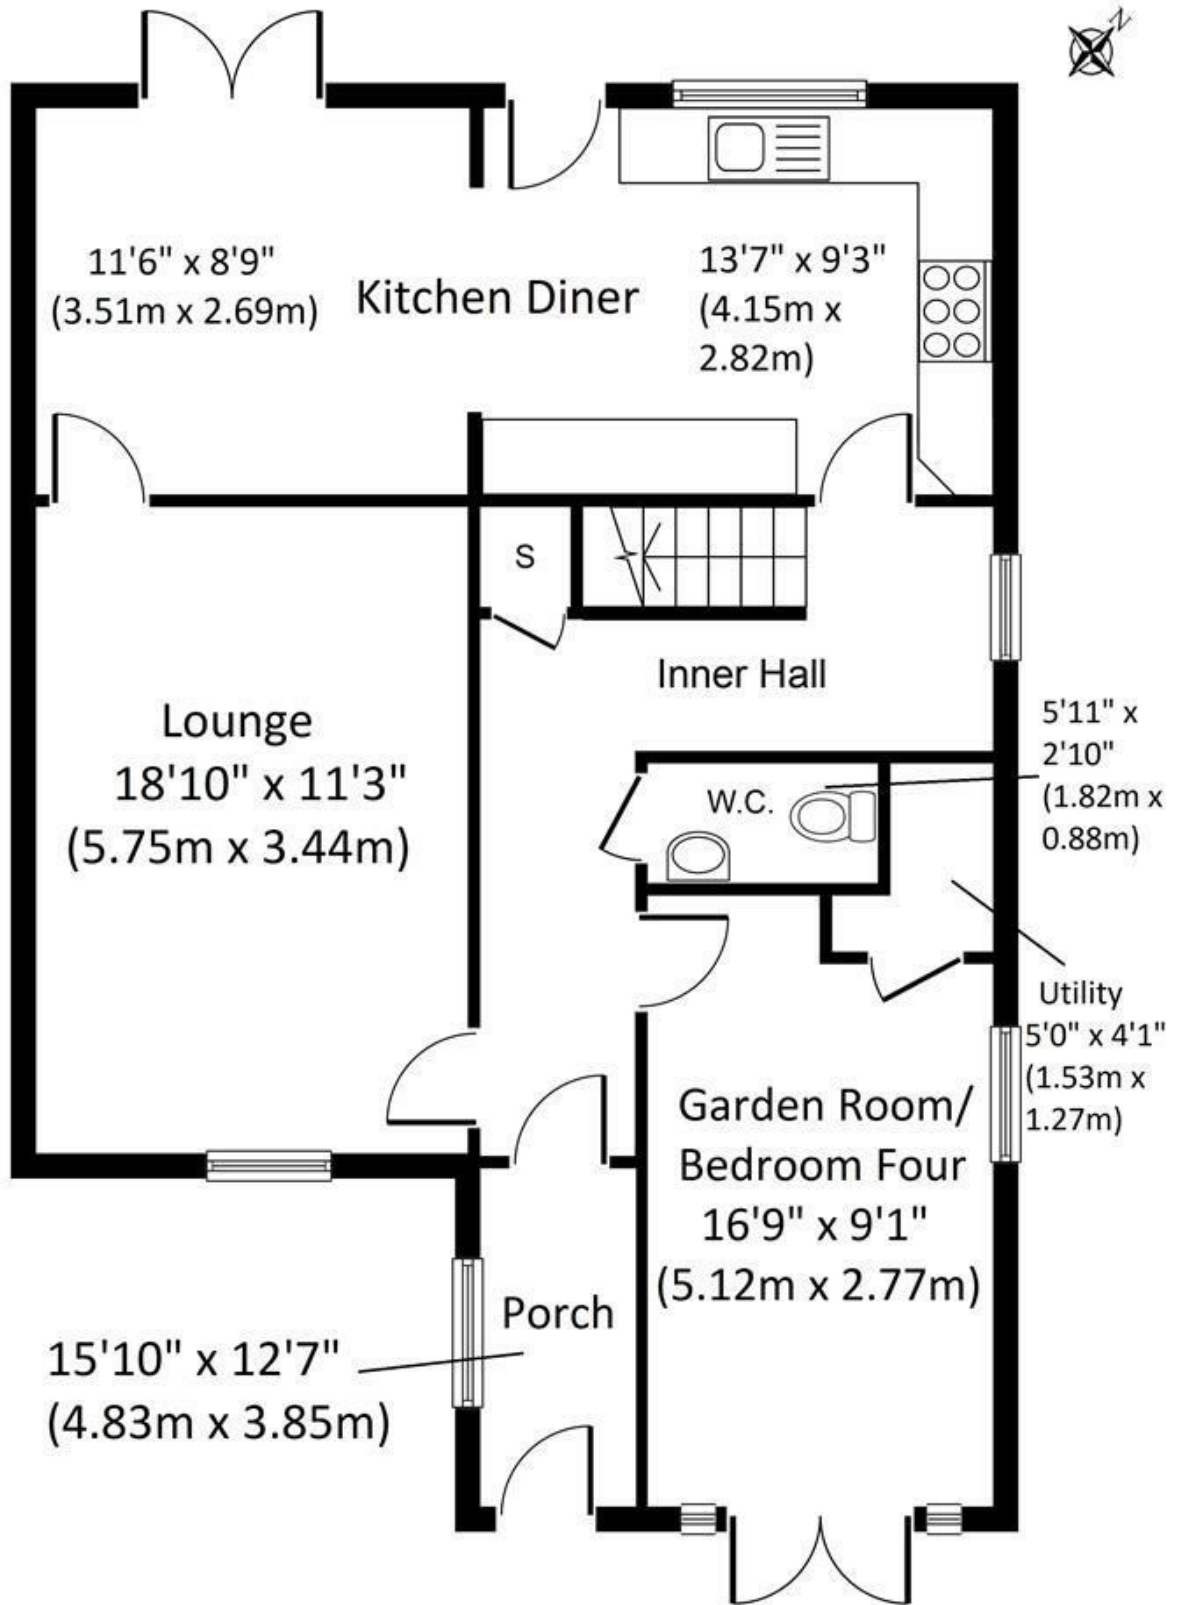 N
11'6" x 8'9"
(3.51m x 2.69m)
Kitchen Diner
13'7" x 9'3"
(4.15m x
2.82m)
S
Inner Hall
Lounge
18'10" x 11'3"
(5.75m x 3.44m)
W.C.
5'11" x
2'10"
(1.82m x
0.88m)
Utility
5'0" x 4'1"
(1.53m x
1.27m)
Garden Room/
Bedroom Four
16'9" x 9'1"
(5.12m x 2.77m)
Porch
15'10" x 12'7"
(4.83m x 3.85m)